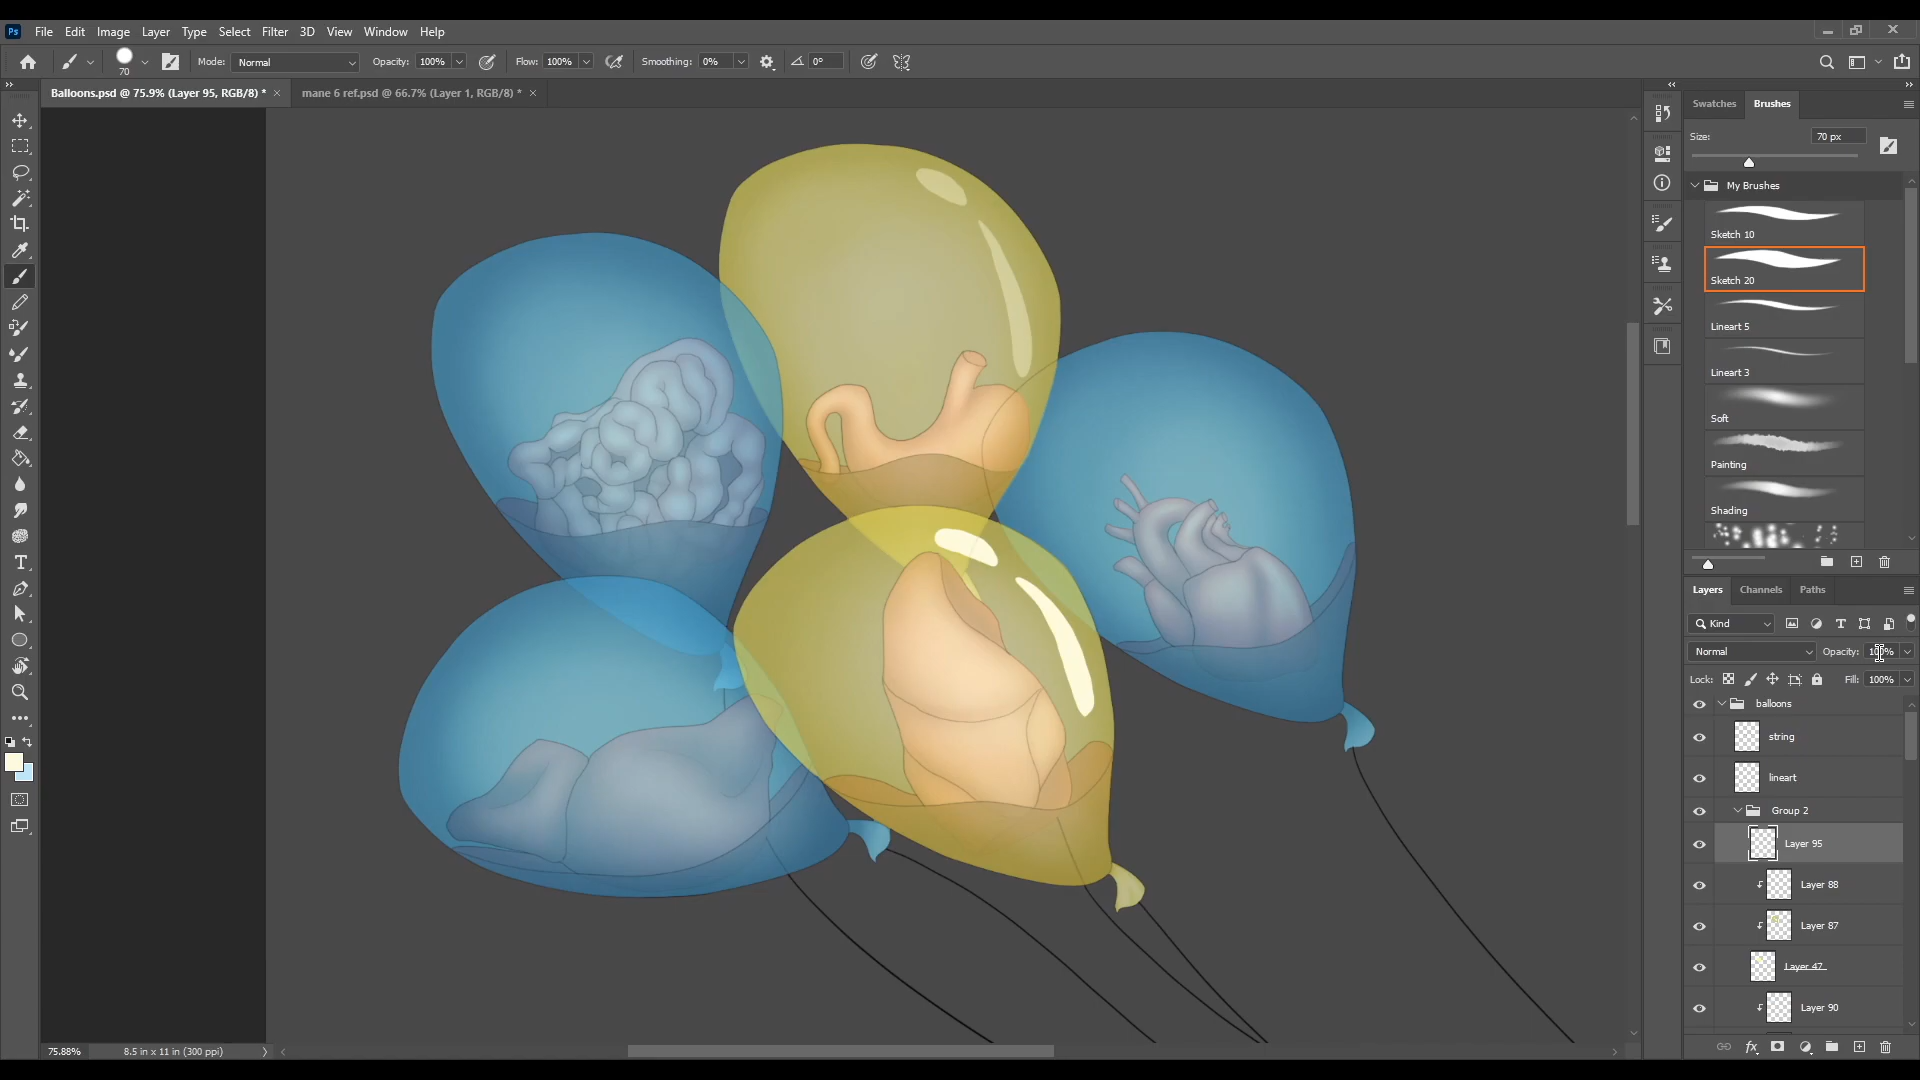 Ps File Edit Image Layer Type Select Filter 3D View Window Help
70 Mode: Normal Opacity: 100% Flow: 100% Smoothing: 0% 0°
Balloons.psd @ 75.9% (Layer 95, RGB/8) * × mane 6 ref.psd @ 66.7% (Layer 1, RGB/8) * ×
Swatches Brushes
Size: 70 px
My Brushes
Sketch 10
Sketch 20
Lineart 5
Lineart 3
Soft
Painting
Shading
Layers Channels Paths
Kind
Normal Opacity: 100%
Lock: Fill: 100%
balloons
string
lineart
Group 2
Layer 95
Layer 88
Layer 87
Layer 47
Layer 90
75.88% 8.5 in x 11 in (300 ppi)